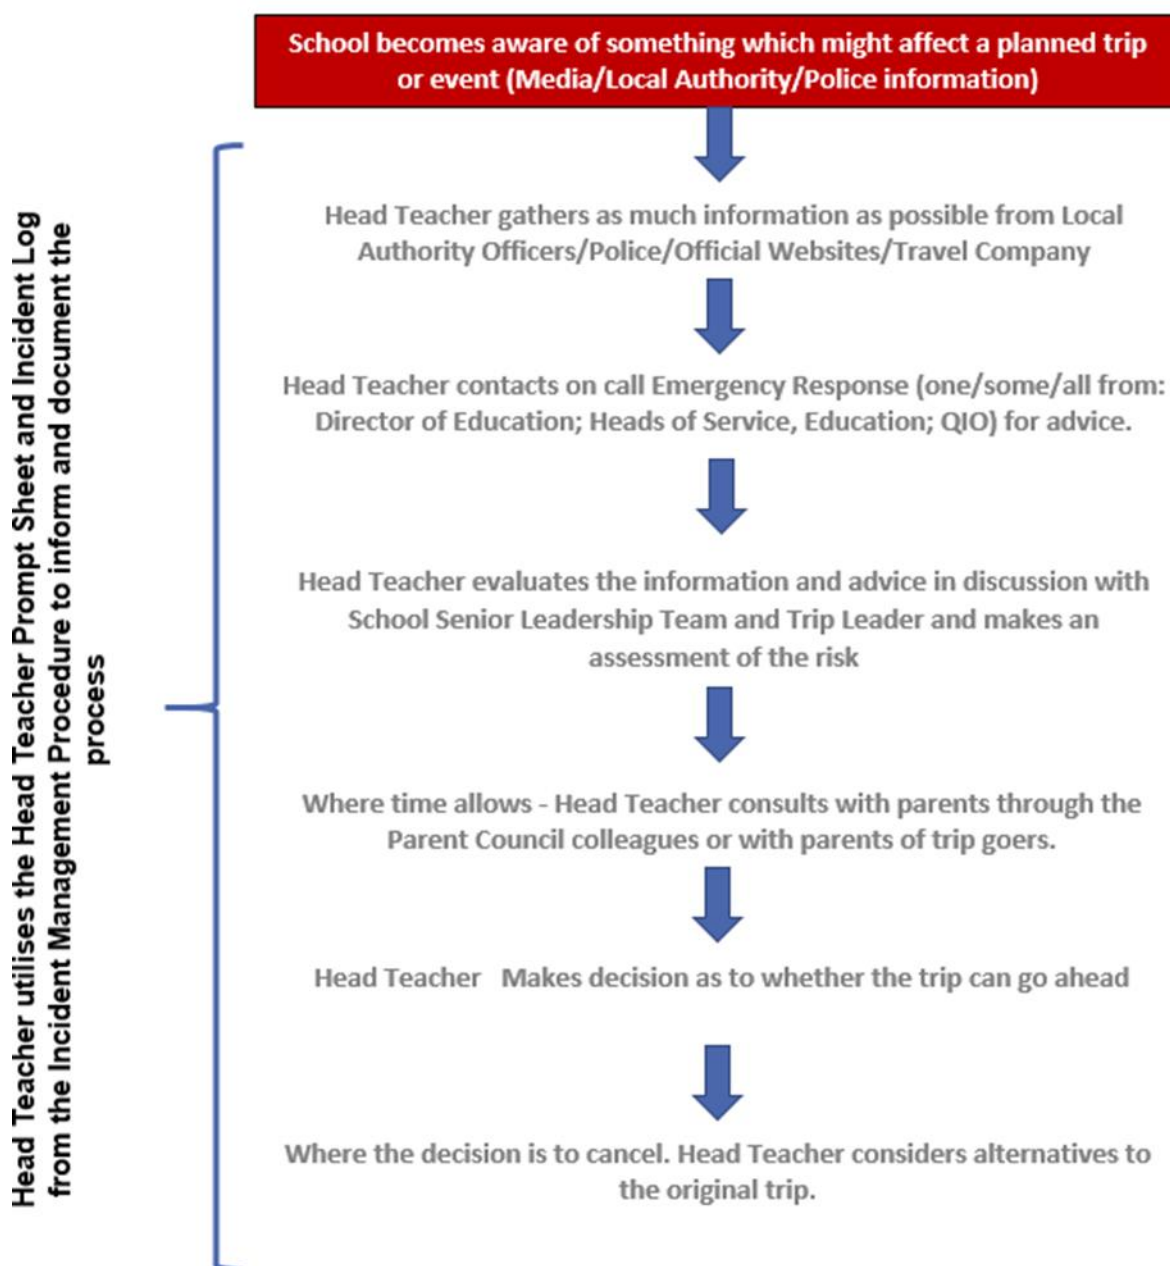 School becomes aware of something which might affect a planned trip
or event (Media/Local Authority/Police information)
Head Teacher utilises the Head Teacher Prompt Sheet and Incident Log
from the Incident Management Procedure to inform and document the
process
Head Teacher gathers as much information as possible from Local
Authority Officers/Police/Official Websites/Travel Company
Head Teacher contacts on call Emergency Response (one/some/all from:
Director of Education; Heads of Service, Education; QIO) for advice.
Head Teacher evaluates the information and advice in discussion with
School Senior Leadership Team and Trip Leader and makes an
assessment of the risk
Where time allows - Head Teacher consults with parents through the
Parent Council colleagues or with parents of trip goers.
Head Teacher   Makes decision as to whether the trip can go ahead
Where the decision is to cancel. Head Teacher considers alternatives to
the original trip.